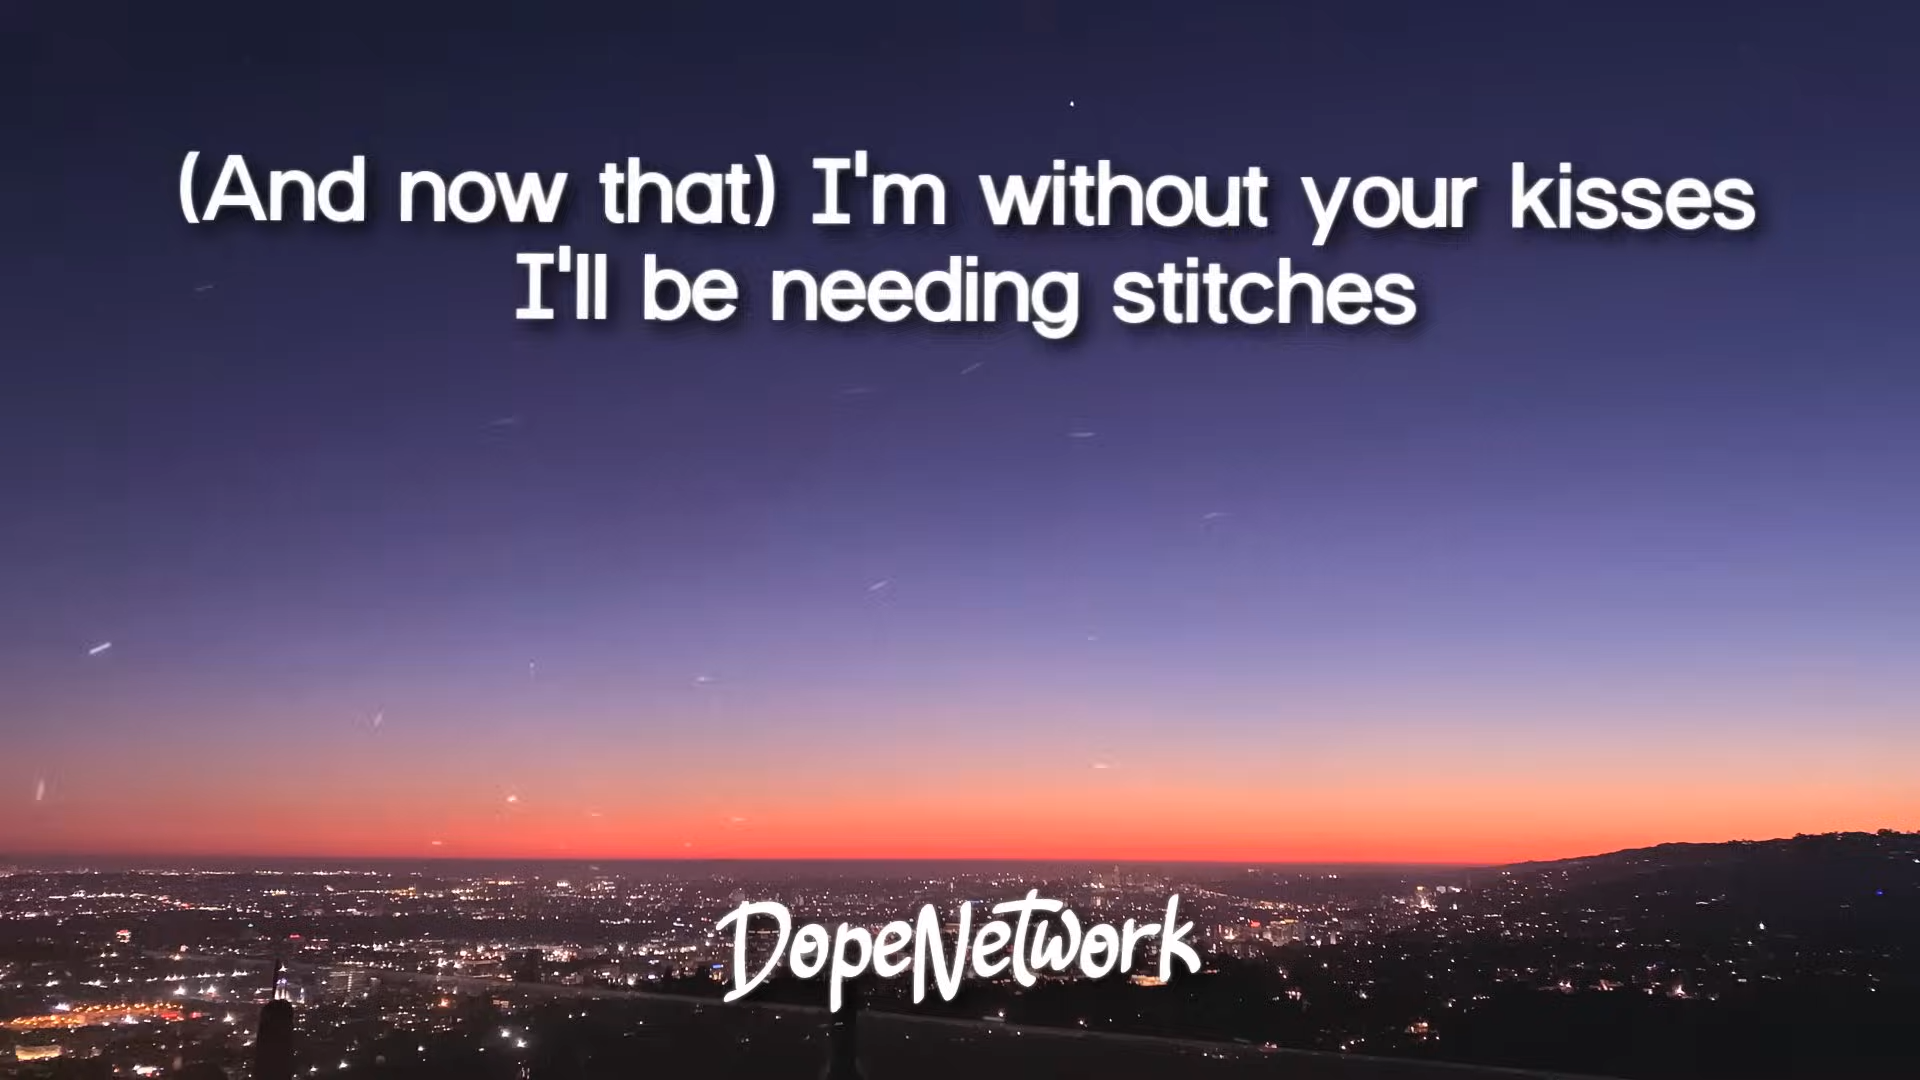 (And now that) I'm without your kisses
I'll be needing stitches
DopeNetwork